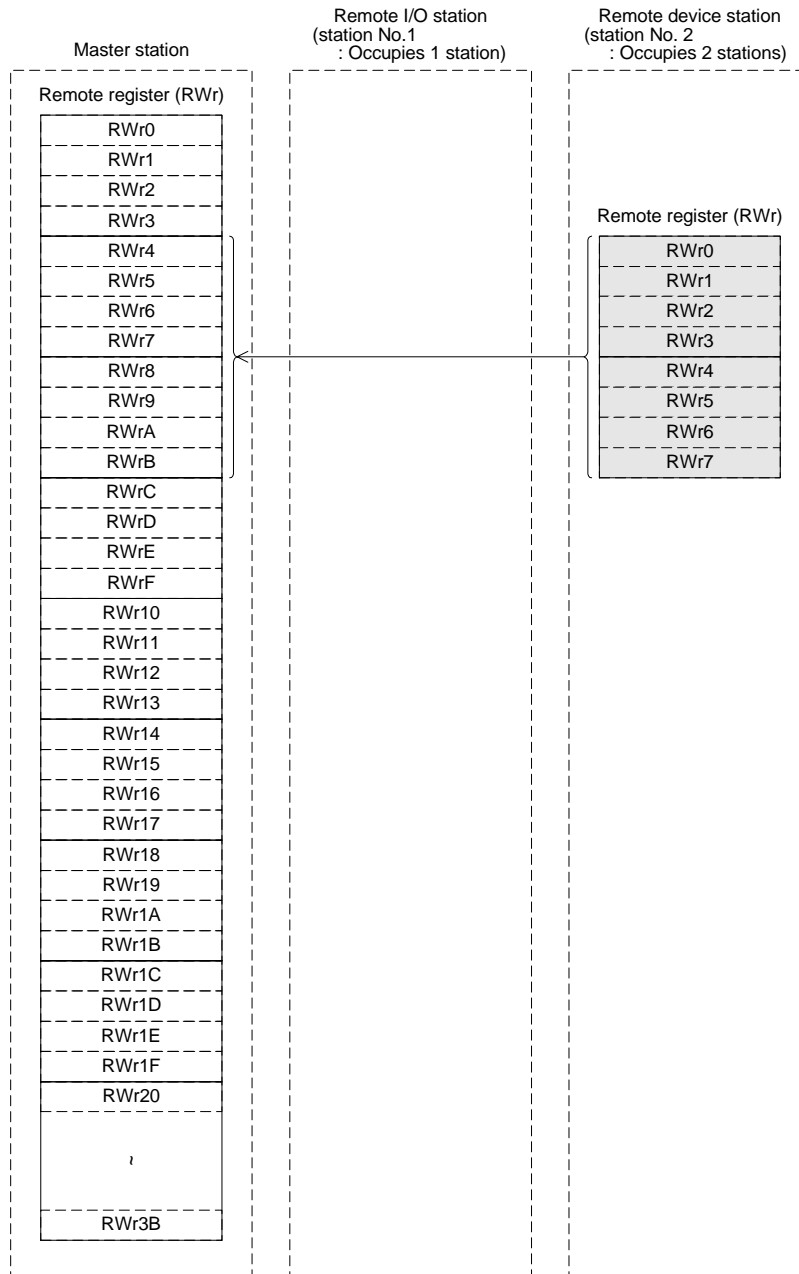 Master station
Remote I/O station
(station No.1
: Occupies 1 station)
Remote device station
(station No. 2
: Occupies 2 stations)
Remote register (RWr)
RWr0
RWr1
RWr2
RWr3
RWr4
RWr5
RWr6
RWr7
RWr8
RWr9
RWrA
RWrB
RWrC
RWrD
RWrE
RWrF
RWr10
RWr11
RWr12
RWr13
RWr14
RWr15
RWr16
RWr17
RWr18
RWr19
RWr1A
RWr1B
RWr1C
RWr1D
RWr1E
RWr1F
RWr20
~
RWr3B
Remote register (RWr)
RWr0
RWr1
RWr2
RWr3
RWr4
RWr5
RWr6
RWr7